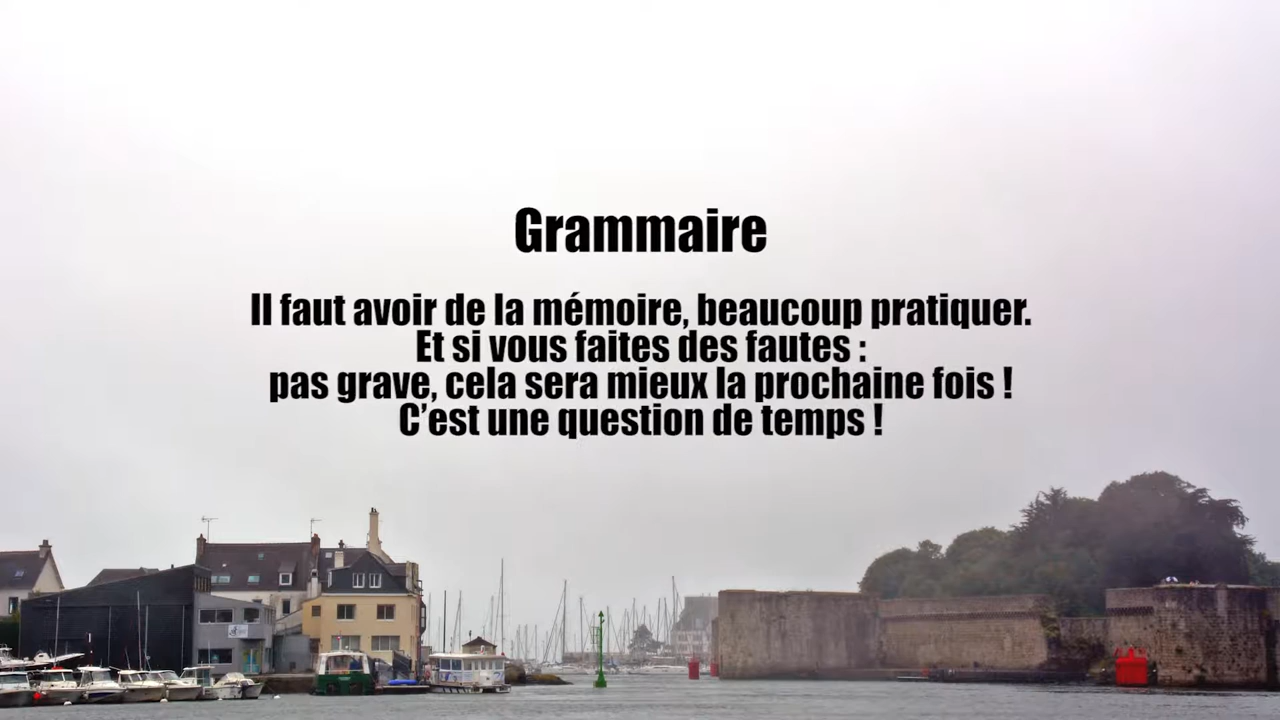 Grammaire
Il faut avoir de la mémoire, beaucoup pratiquer.
Et si vous faites des fautes :
pas grave, cela sera mieux la prochaine fois !
C’est une question de temps !